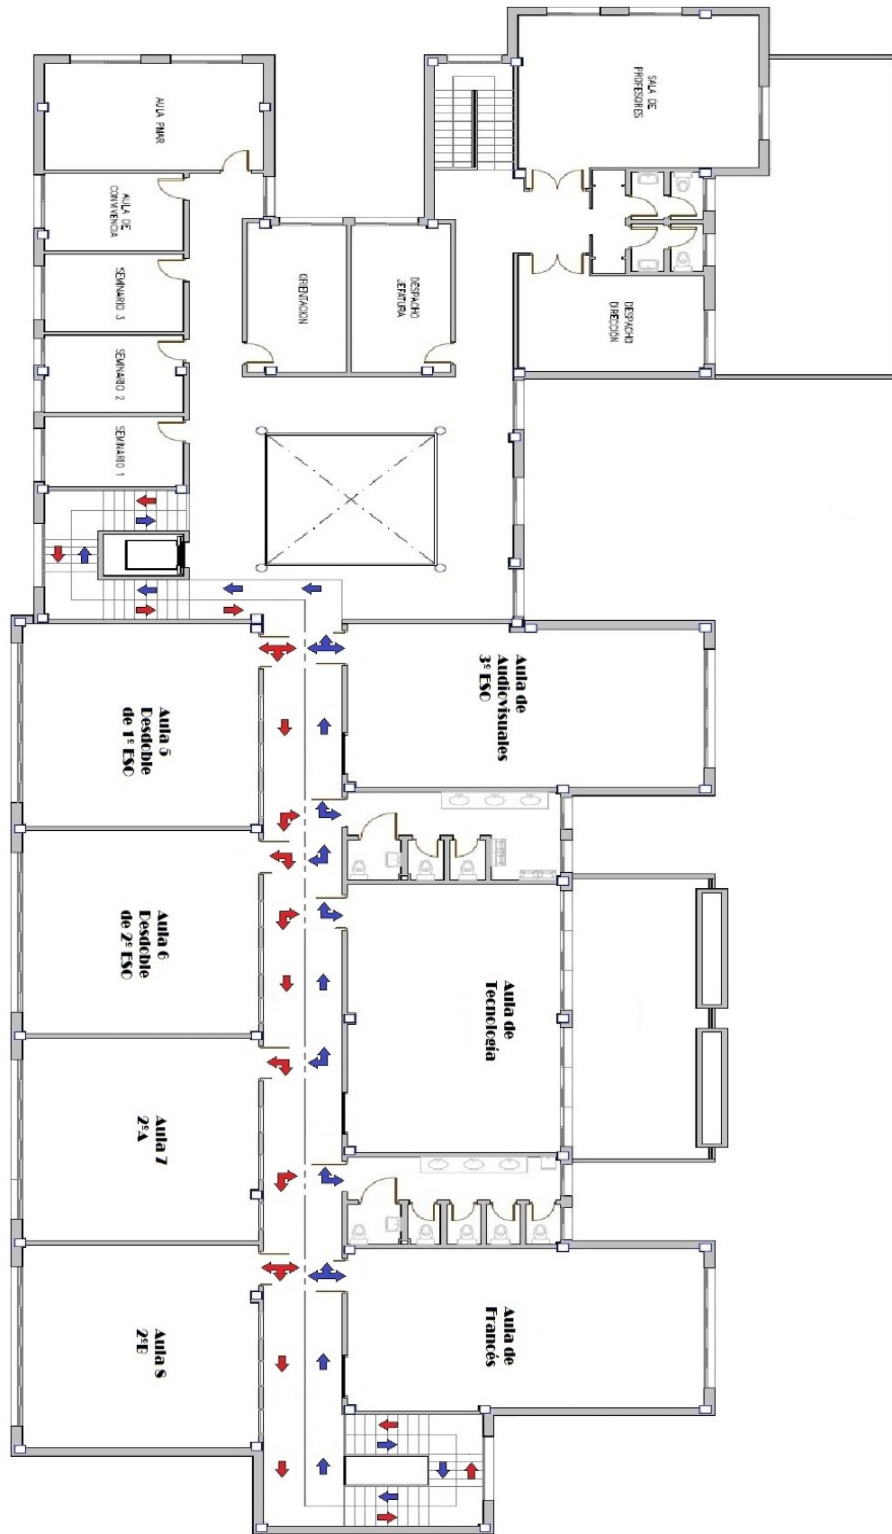 SALA DE
PROFESORES
AULA PMAR
AULA DE
CONVIVENCIA
SEMINARIO 3
SEMINARIO 2
SEMINARIO 1
ORIENTACION
DESPACHO
JEFATURA
DESPACHO
DIRECCIÓN
Aula de
Audiovisuales
3º ESO
Aula 5
Desdoble
de 1º ESO
Aula 6
Desdoble
de 2º ESO
Aula de
Tecnología
Aula 7
2ºA
Aula 8
2ºB
Aula de
Francés